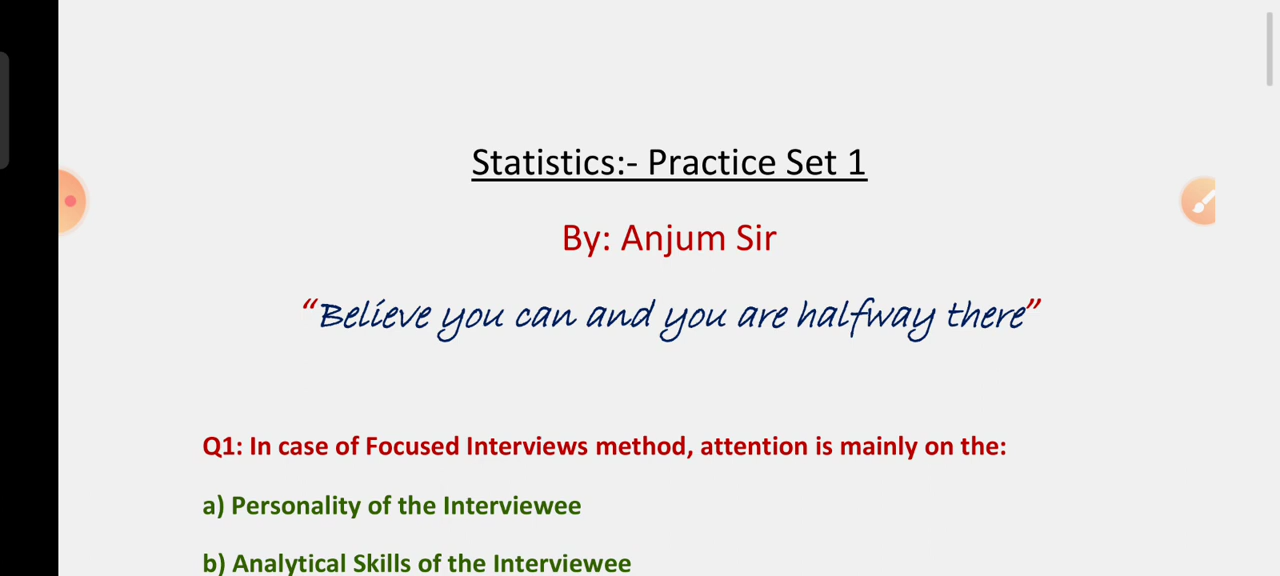 Statistics:- Practice Set 1
By: Anjum Sir
“Believe you can and you are halfway there”
Q1: In case of Focused Interviews method, attention is mainly on the:
a) Personality of the Interviewee
b) Analytical Skills of the Interviewee